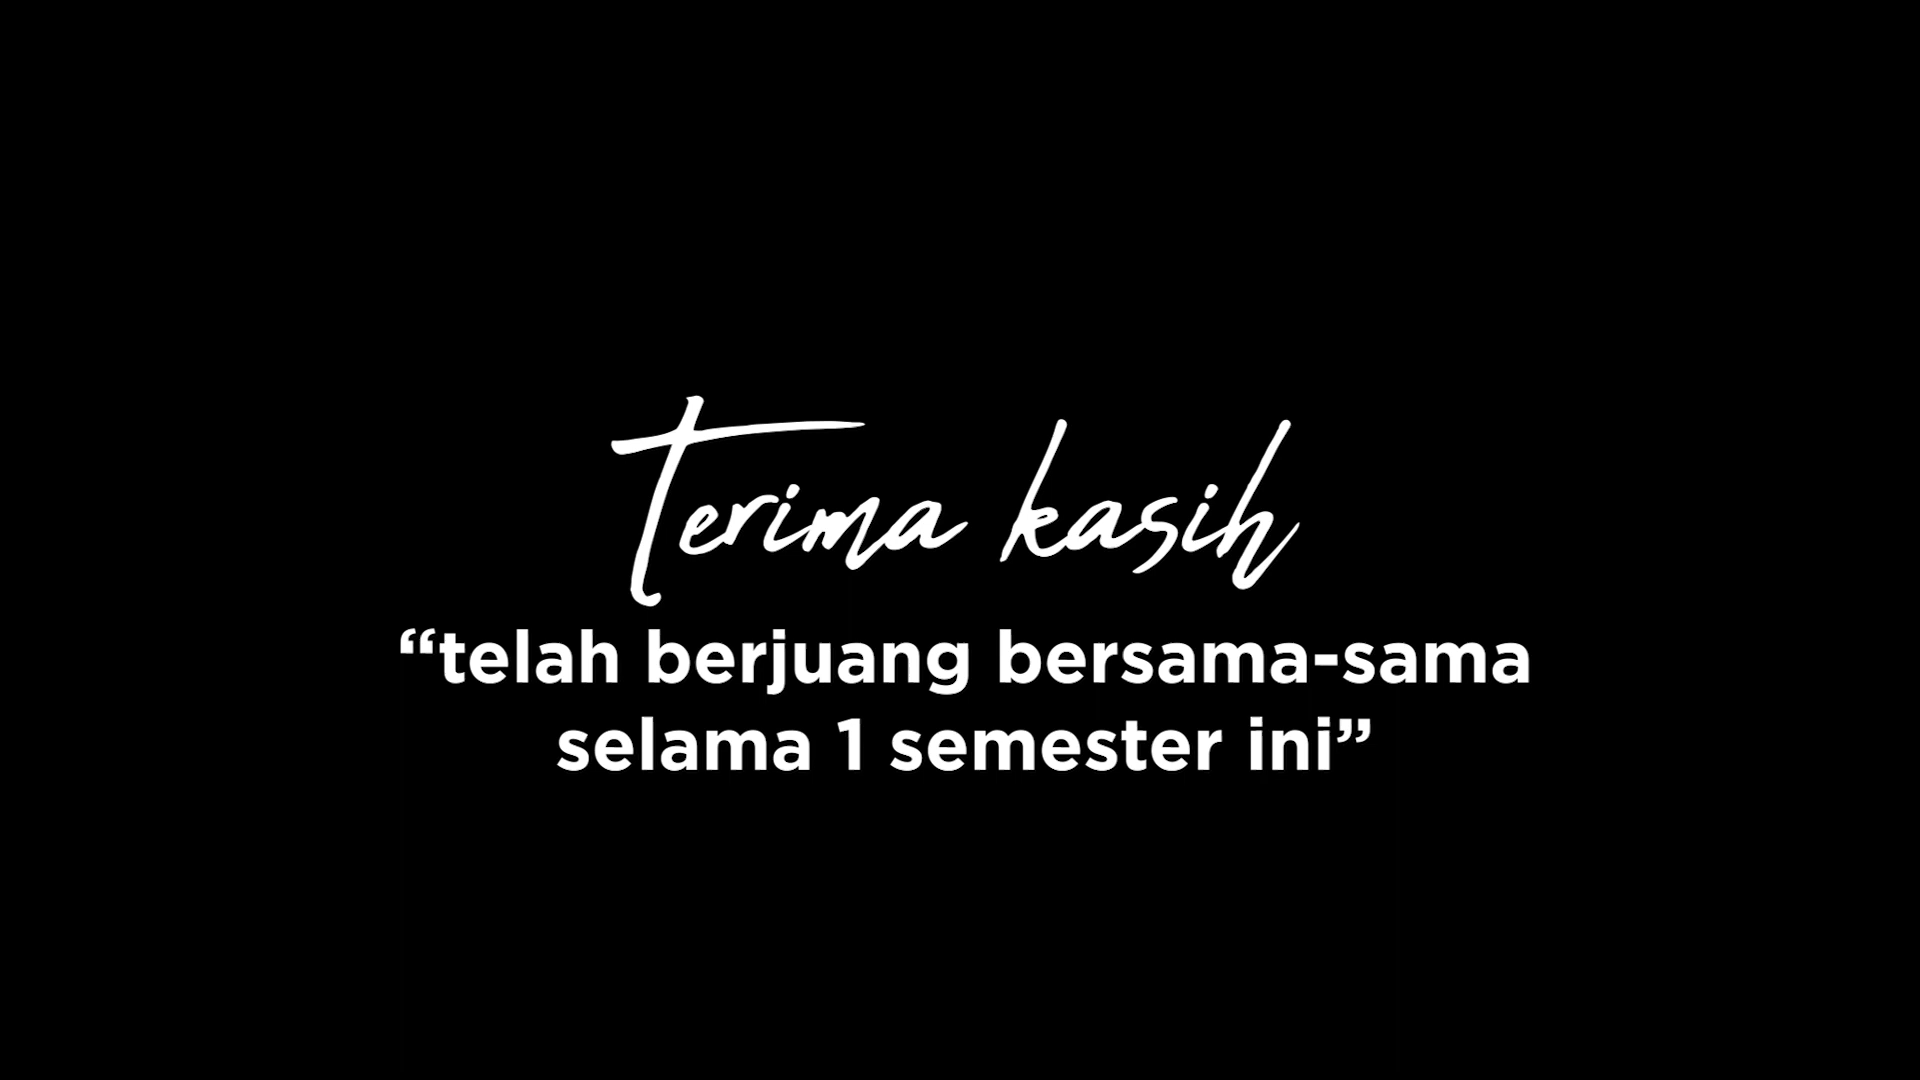 Terima kasih
“telah berjuang bersama-sama
selama 1 semester ini”